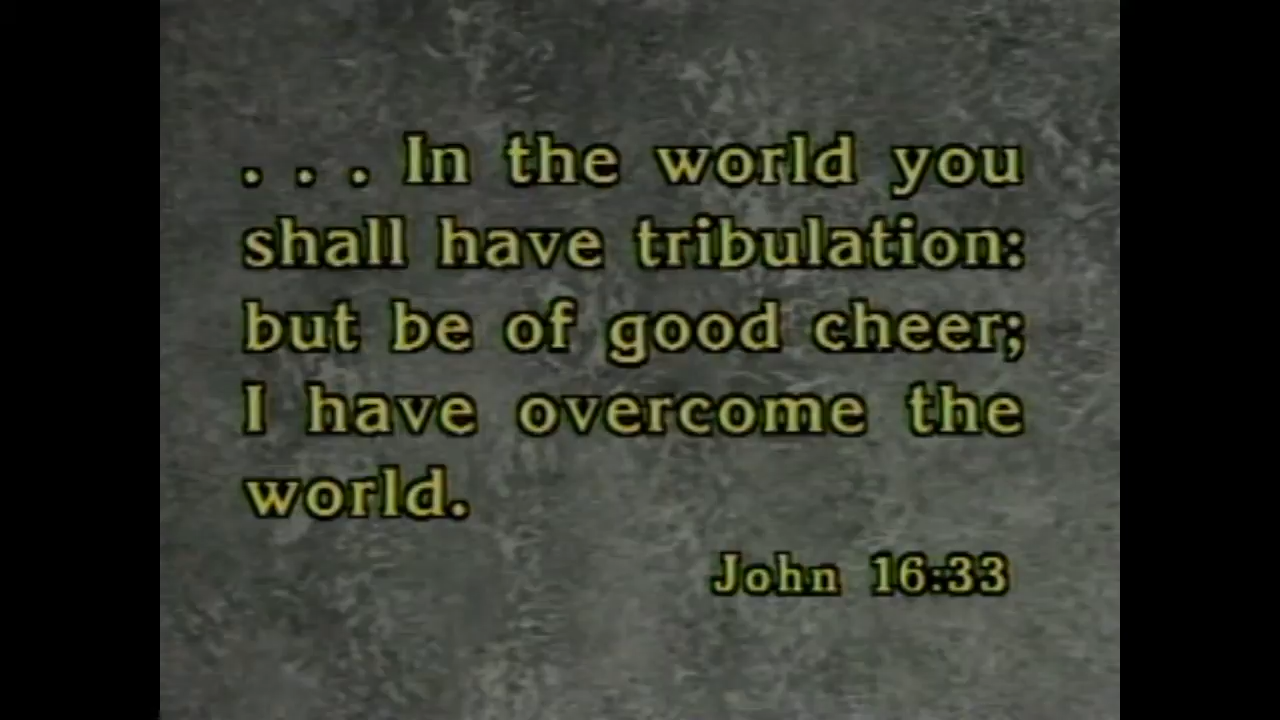 . . . In the world you
shall have tribulation:
but be of good cheer;
I have overcome the
world.
John 16:33